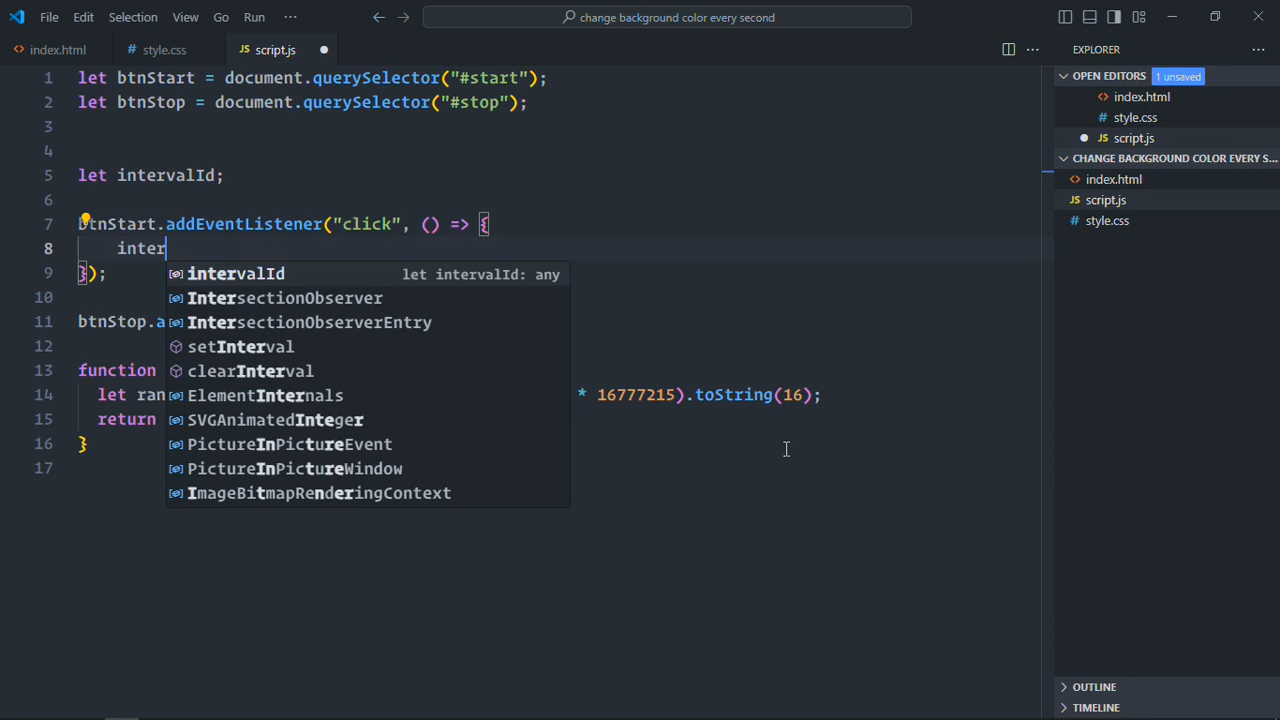 File Edit Selection View Go Run ··· change background color every second
index.html # style.css JS script.js
1 let btnStart = document.querySelector("#start");
2 let btnStop = document.querySelector("#stop");
3
4
5 let intervalId;
6
7 btnStart.addEventListener("click", () => {
8 inter
9 });
intervalId let intervalId: any
10 IntersectionObserver
11 btnStop.a IntersectionObserverEntry
12 setInterval
13 function clearInterval
14 let ran ElementInternals * 16777215).toString(16);
15 return SVGAnimatedInteger
16 } PictureInPictureEvent
17 PictureInPictureWindow
ImageBitmapRenderingContext
EXPLORER ···
OPEN EDITORS 1 unsaved
index.html
# style.css
JS script.js
CHANGE BACKGROUND COLOR EVERY S...
index.html
JS script.js
# style.css
OUTLINE
TIMELINE